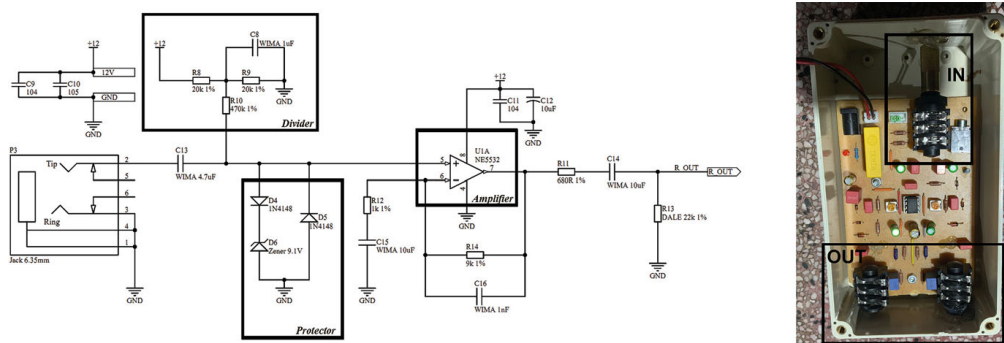 +12
12V
C9
104
C10
105
GND
GND
+12
C8
WIMA 1uF
R8
20k 1%
R9
20k 1%
GND
R10
470k 1%
Divider
P3
Tip
2
5
6
Ring
3
4
1
Jack 6.35mm
GND
C13
WIMA 4.7uF
D4
1N4148
D5
1N4148
D6
Zener 9.1V
GND
Protector
+12
C11
104
C12
10uF
GND
U1A
NE5532
5
6
7
8
4
+
−
GND
Amplifier
R12
1k 1%
C15
WIMA 10uF
GND
R14
9k 1%
C16
WIMA 1nF
R11
680R 1%
C14
WIMA 10uF
R_OUT
R_OUT
R13
DALE 22k 1%
GND
IN
OUT